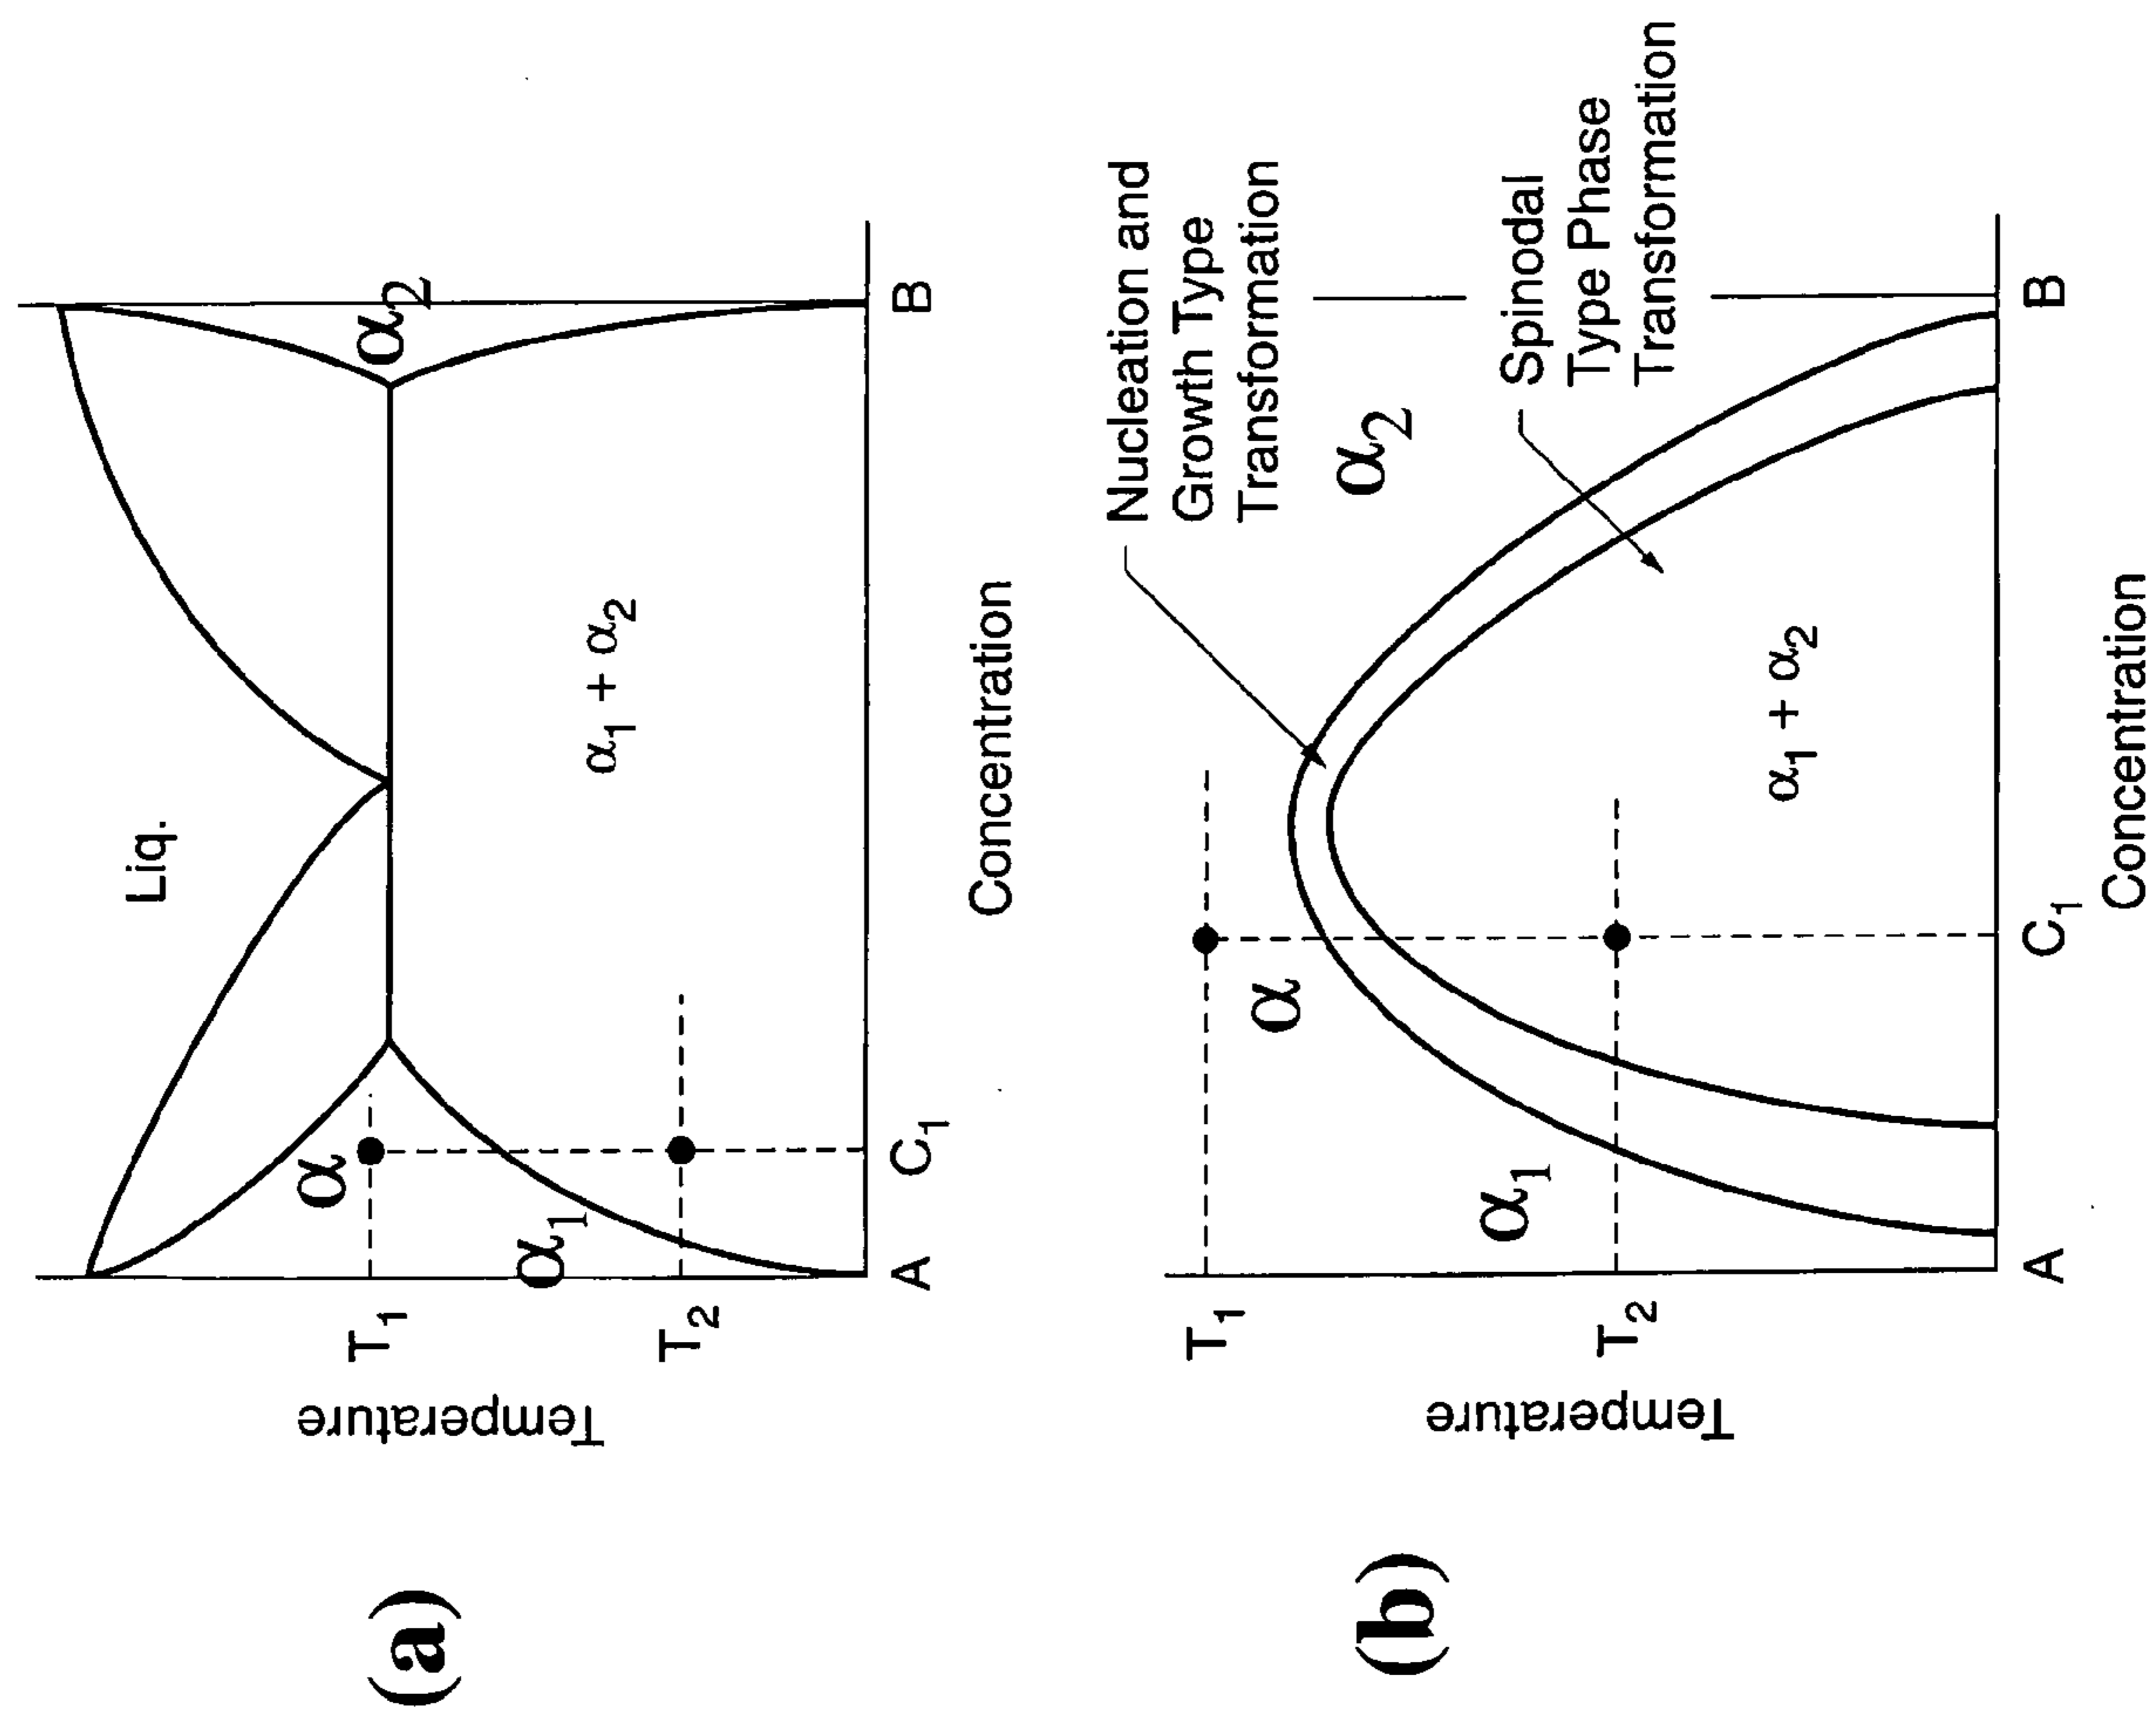 (a)
Temperature
T1
T2
Liq.
α
α1
α2
α1 + α2
A
C1
B
Concentration
(b)
Temperature
T1
T2
α
α1
α2
α1 + α2
Nucleation and
Growth Type
Transformation
Spinodal
Type Phase
Transformation
A
C1
B
Concentration